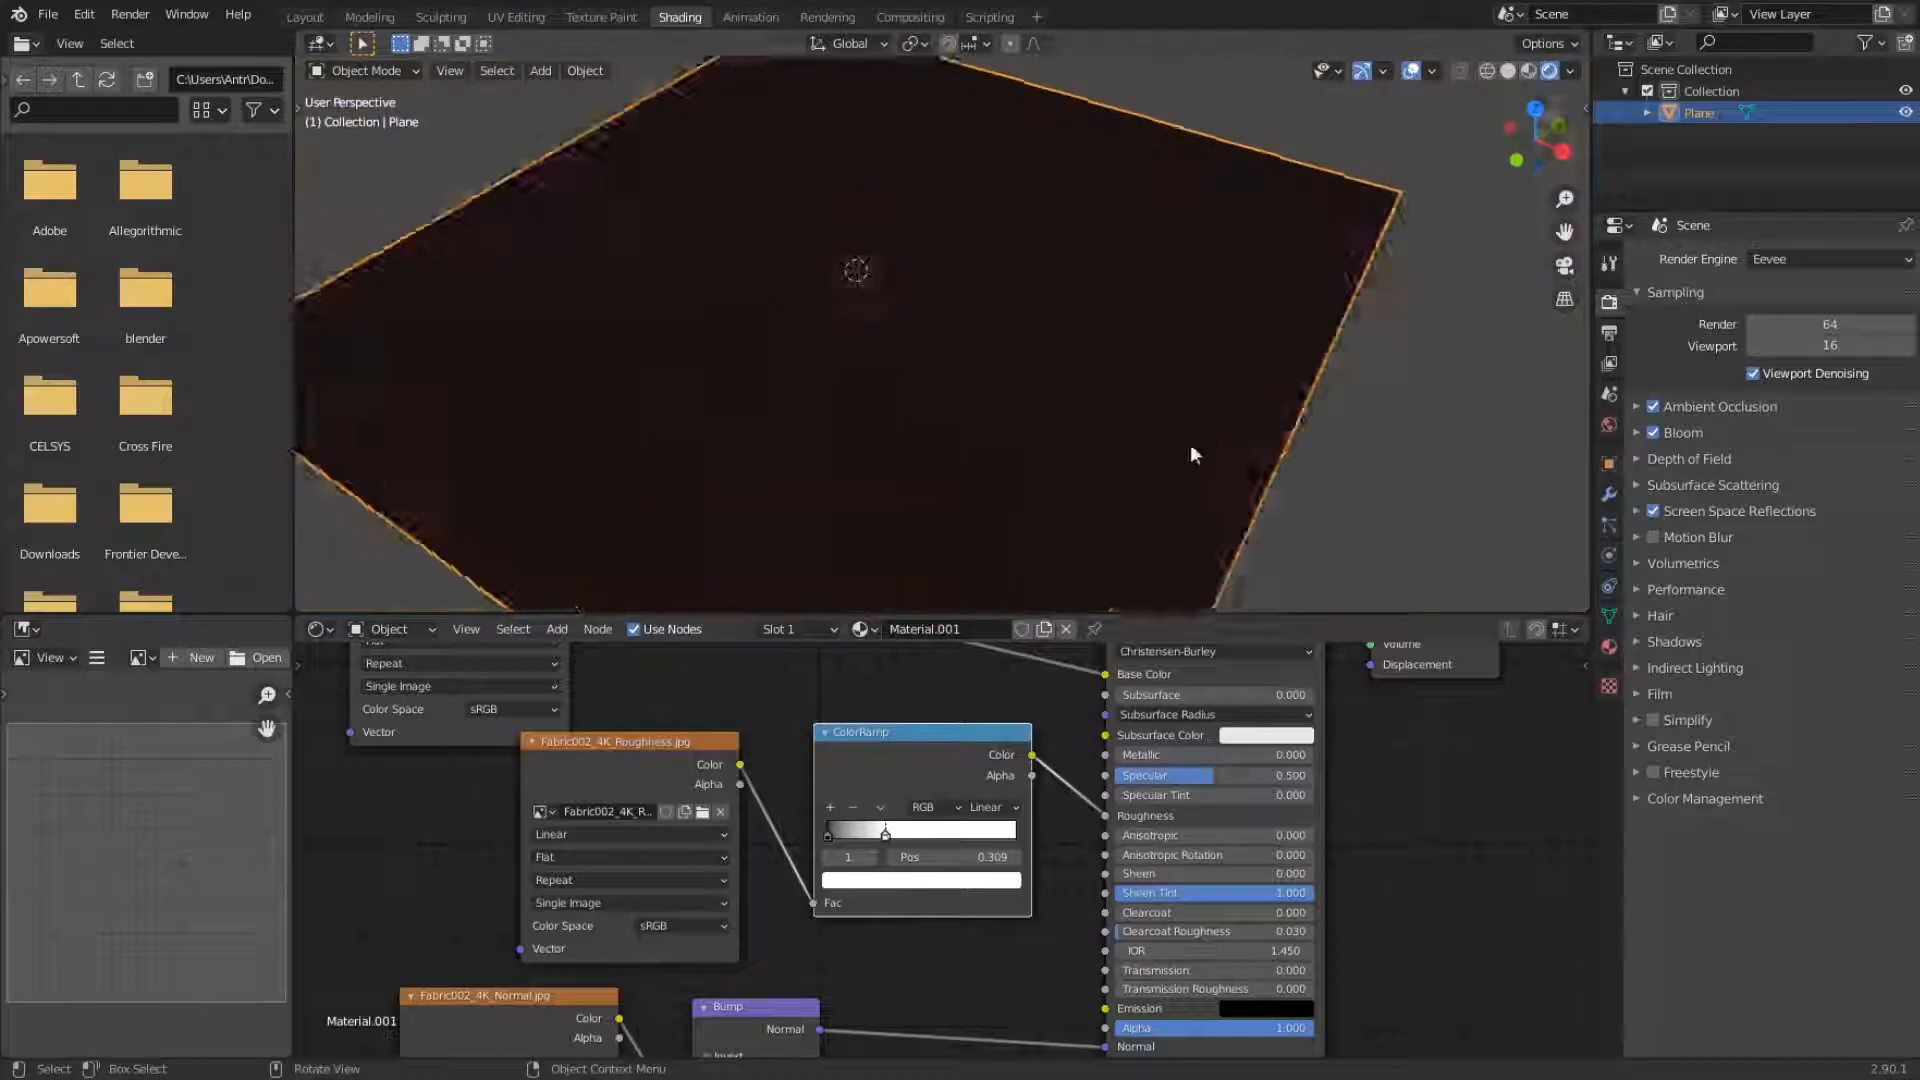 File Edit Render Window Help
Layout Modeling Sculpting UV Editing Texture Paint Shading Animation Rendering Compositing Scripting +
Scene
View Layer
View Select
Global
Options
C:\Users\Antr\Do...
Object Mode View Select Add Object
User Perspective
(1) Collection | Plane
Adobe Allegorithmic
Apowersoft blender
CELSYS Cross Fire
Downloads Frontier Deve...
Scene Collection
Collection
Plane
Scene
Render Engine Eevee
Sampling
Render 64
Viewport 16
Viewport Denoising
Ambient Occlusion
Bloom
Depth of Field
Subsurface Scattering
Screen Space Reflections
Motion Blur
Volumetrics
Performance
Hair
Shadows
Indirect Lighting
Film
Simplify
Grease Pencil
Freestyle
Color Management
View + New Open
Object View Select Add Node Use Nodes Slot 1 Material.001
Repeat
Single Image
Color Space sRGB
Vector
Fabric002_4K_Roughness.jpg
Color
Alpha
Fabric002_4K_R...
Linear
Flat
Repeat
Single Image
Color Space sRGB
Vector
ColorRamp
Color
Alpha
+ − RGB Linear
1 Pos 0.309
Fac
Fabric002_4K_Normal.jpg
Color
Alpha
Bump
Normal
Invert
Material.001
Christensen-Burley
Base Color
Subsurface 0.000
Subsurface Radius
Subsurface Color
Metallic 0.000
Specular 0.500
Specular Tint 0.000
Roughness
Anisotropic 0.000
Anisotropic Rotation 0.000
Sheen 0.000
Sheen Tint 1.000
Clearcoat 0.000
Clearcoat Roughness 0.030
IOR 1.450
Transmission 0.000
Transmission Roughness 0.000
Emission
Alpha 1.000
Normal
Volume
Displacement
Select Box Select Rotate View Object Context Menu 2.90.1